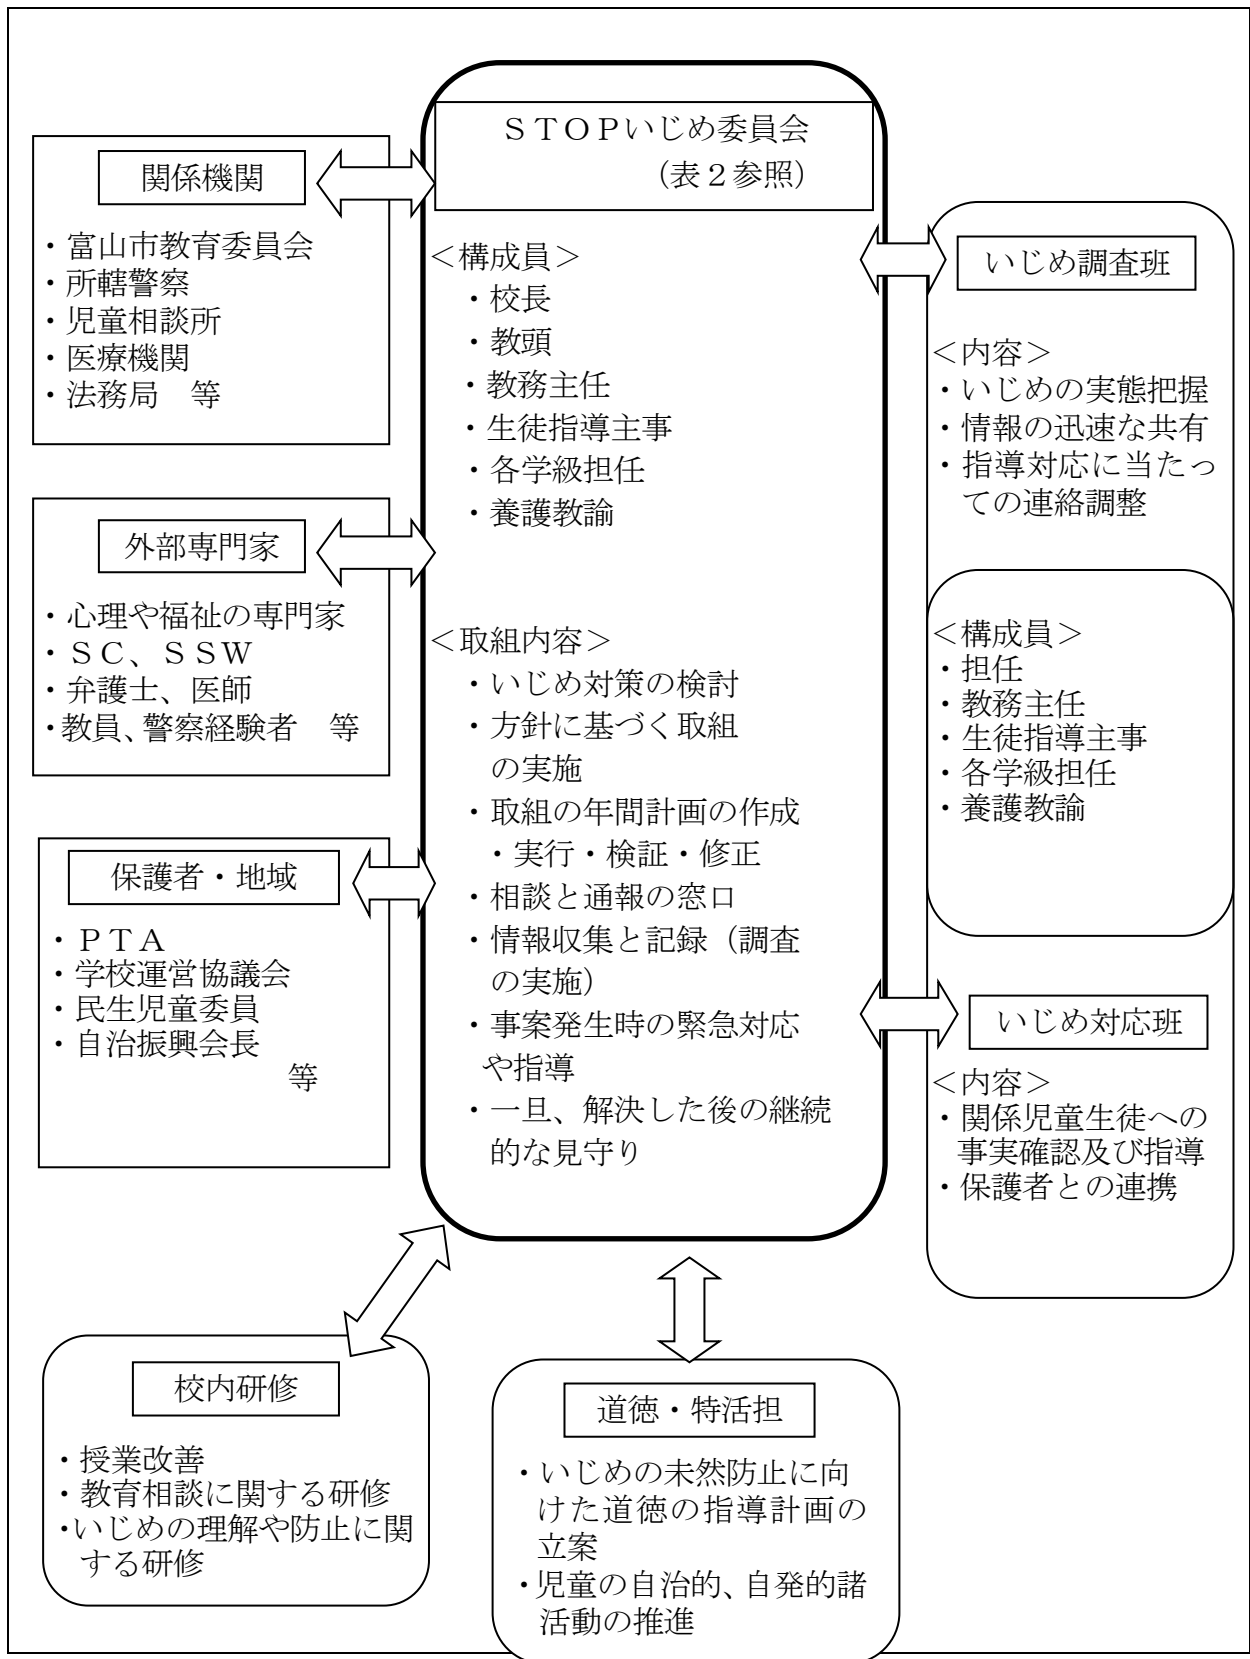 ＳＴＯＰいじめ委員会
（表２参照）
＜構成員＞
・校長
・教頭
・教務主任
・生徒指導主事
・各学級担任
・養護教諭
＜取組内容＞
・いじめ対策の検討
・方針に基づく取組
の実施
・取組の年間計画の作成
・実行・検証・修正
・相談と通報の窓口
・情報収集と記録（調査
の実施）
・事案発生時の緊急対応
や指導
・一旦、解決した後の継続
的な見守り
関係機関
・富山市教育委員会
・所轄警察
・児童相談所
・医療機関
・法務局　等
外部専門家
・心理や福祉の専門家
・ＳＣ、ＳＳＷ
・弁護士、医師
・教員、警察経験者　等
保護者・地域
・ＰＴＡ
・学校運営協議会
・民生児童委員
・自治振興会長
等
いじめ調査班
＜内容＞
・いじめの実態把握
・情報の迅速な共有
・指導対応に当たっ
ての連絡調整
＜構成員＞
・担任
・教務主任
・生徒指導主事
・各学級担任
・養護教諭
いじめ対応班
＜内容＞
・関係児童生徒への
事実確認及び指導
・保護者との連携
校内研修
・授業改善
・教育相談に関する研修
・いじめの理解や防止に関
する研修
道徳・特活担
・いじめの未然防止に向
けた道徳の指導計画の
立案
・児童の自治的、自発的諸
活動の推進